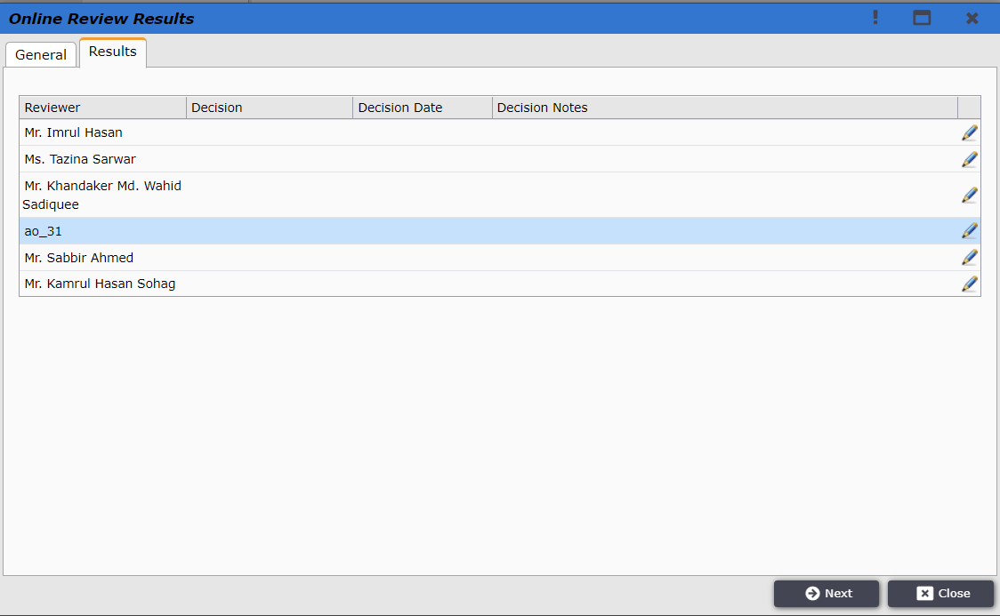 Online Review Results
General Results
Reviewer Decision Decision Date Decision Notes
Mr. Imrul Hasan
Ms. Tazina Sarwar
Mr. Khandaker Md. Wahid
Sadiquee
ao_31
Mr. Sabbir Ahmed
Mr. Kamrul Hasan Sohag
Next Close